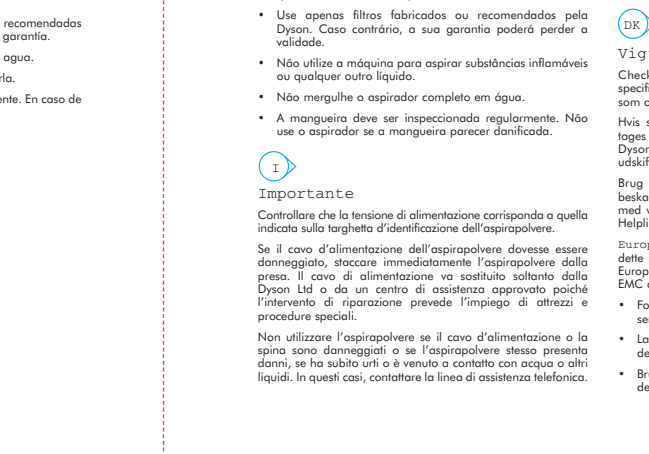 recomendadas
garantía.
agua.
rla.
ente. En caso de
• Use apenas filtros fabricados ou recomendados pela
Dyson. Caso contrário, a sua garantia poderá perder a
validade.
• Não utilize a máquina para aspirar substâncias inflamáveis
ou qualquer outro líquido.
• Não mergulhe o aspirador completo em água.
• A mangueira deve ser inspeccionada regularmente. Não
use o aspirador se a mangueira parecer danificada.
I
Importante
Controllare che la tensione di alimentazione corrisponda a quella
indicata sulla targhetta d'identificazione dell'aspirapolvere.
Se il cavo d'alimentazione dell'aspirapolvere dovesse essere
danneggiato, staccare immediatamente l'aspirapolvere dalla
presa. Il cavo di alimentazione va sostituito soltanto dalla
Dyson Ltd o da un centro di assistenza approvato poiché
l'intervento di riparazione prevede l'impiego di attrezzi e
procedure speciali.
Non utilizzare l'aspirapolvere se il cavo d'alimentazione o la
spina sono danneggiati o se l'aspirapolvere stesso presenta
danni, se ha subito urti o è venuto a contatto con acqua o altri
liquidi. In questi casi, contattare la linea di assistenza telefonica.
DK
Vig
Check
specifi
som o
Hvis s
tages
Dyson
udskif
Brug
beska
med v
Helpli
Europ
dette
Europ
EMC
• Fo
se
• La
de
• Br
de